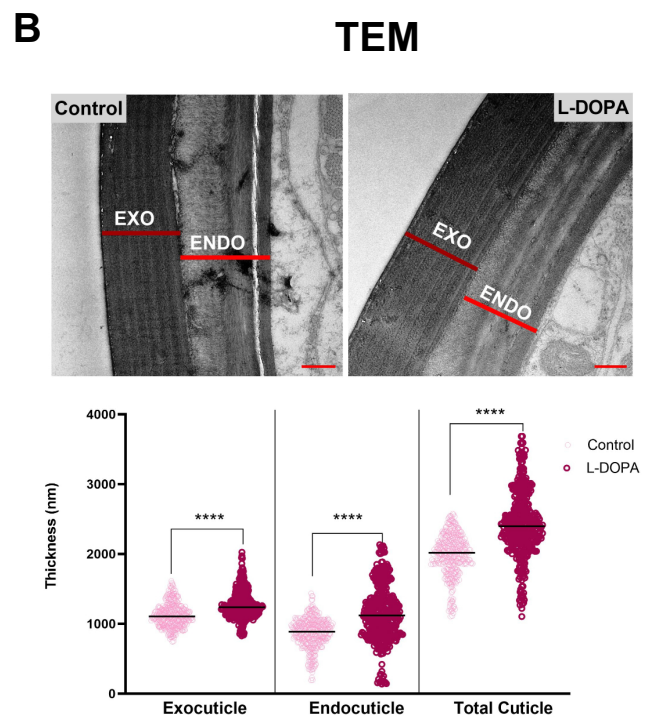 B
TEM
Control
L-DOPA
EXO
ENDO
EXO
ENDO
4000
3000
2000
1000
0
Thickness (nm)
****
****
****
Control
L-DOPA
Exocuticle
Endocuticle
Total Cuticle